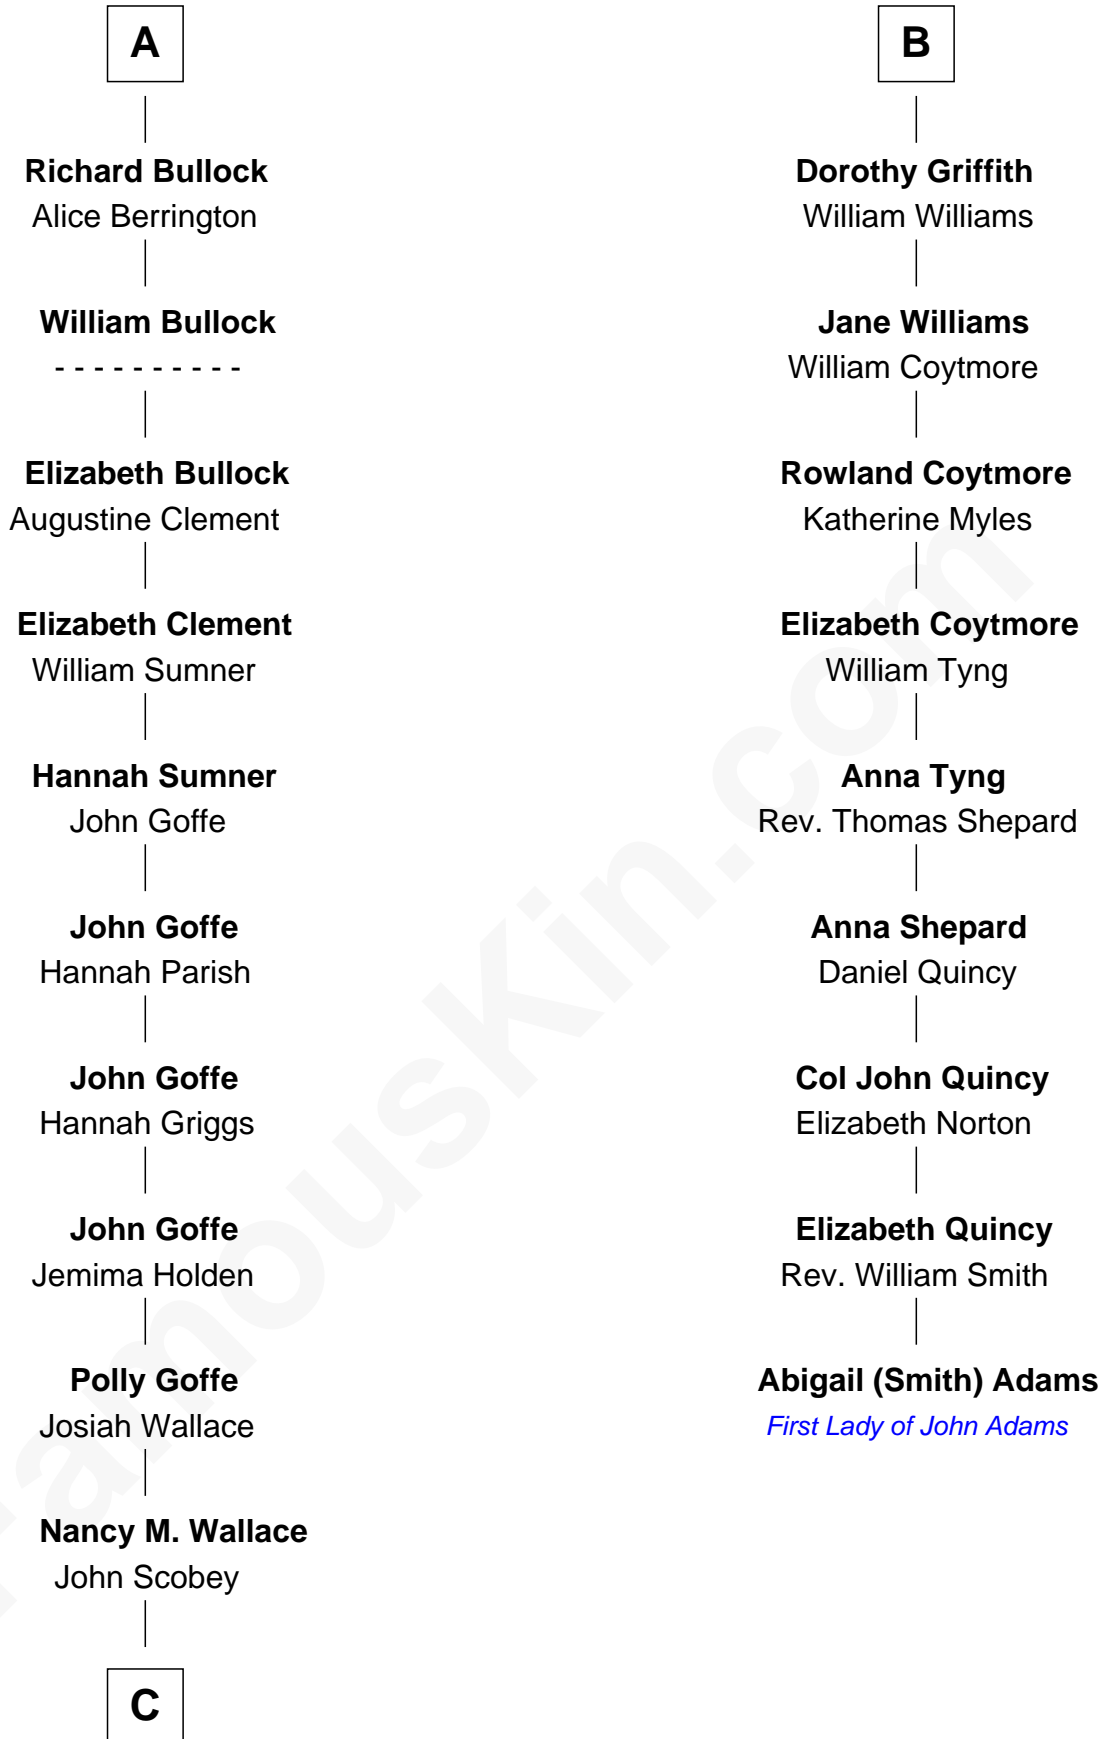 A
Richard Bullock
Alice Berrington
William Bullock
- - - - - - - - - -
Elizabeth Bullock
Augustine Clement
Elizabeth Clement
William Sumner
Hannah Sumner
John Goffe
John Goffe
Hannah Parish
John Goffe
Hannah Griggs
John Goffe
Jemima Holden
Polly Goffe
Josiah Wallace
Nancy M. Wallace
John Scobey
C
B
Dorothy Griffith
William Williams
Jane Williams
William Coytmore
Rowland Coytmore
Katherine Myles
Elizabeth Coytmore
William Tyng
Anna Tyng
Rev. Thomas Shepard
Anna Shepard
Daniel Quincy
Col John Quincy
Elizabeth Norton
Elizabeth Quincy
Rev. William Smith
Abigail (Smith) Adams
First Lady of John Adams
FamousKin.com